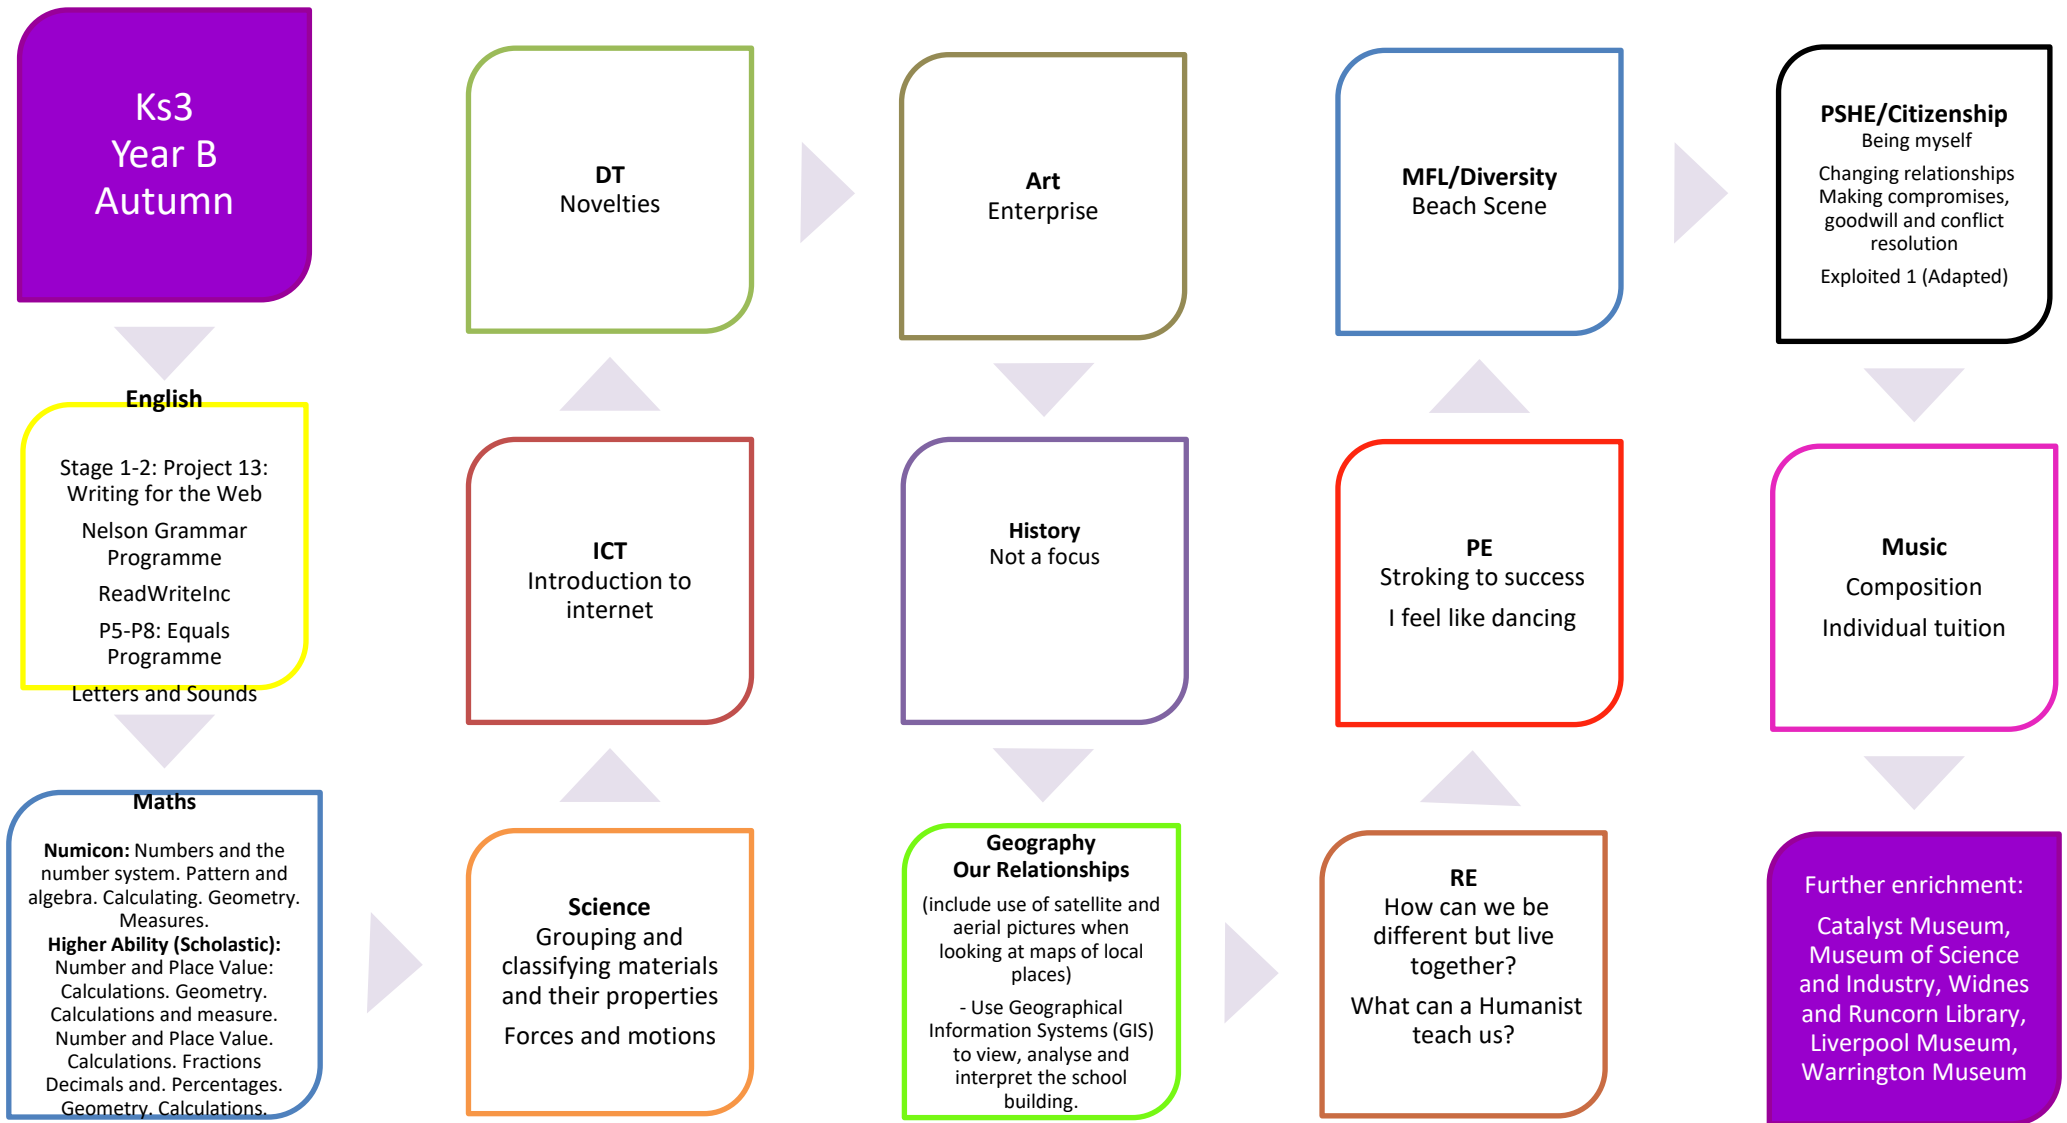 Ks3
Year B
Autumn
English
Stage 1-2: Project 13:
Writing for the Web
Nelson Grammar
Programme
ReadWriteInc
P5-P8: Equals
Programme
Letters and Sounds
Maths
Numicon: Numbers and the
number system. Pattern and
algebra. Calculating. Geometry.
Measures.
Higher Ability (Scholastic):
Number and Place Value:
Calculations. Geometry.
Calculations and measure.
Number and Place Value.
Calculations. Fractions
Decimals and. Percentages.
Geometry. Calculations.
Science
Grouping and
classifying materials
and their properties
Forces and motions
ICT
Introduction to
internet
DT
Novelties
Art
Enterprise
History
Not a focus
Geography
Our Relationships
(include use of satellite and
aerial pictures when
looking at maps of local
places)
- Use Geographical
Information Systems (GIS)
to view, analyse and
interpret the school
building.
RE
How can we be
different but live
together?
What can a Humanist
teach us?
PE
Stroking to success
I feel like dancing
MFL/Diversity
Beach Scene
PSHE/Citizenship
Being myself
Changing relationships
Making compromises,
goodwill and conflict
resolution
Exploited 1 (Adapted)
Music
Composition
Individual tuition
Further enrichment:
Catalyst Museum,
Museum of Science
and Industry, Widnes
and Runcorn Library,
Liverpool Museum,
Warrington Museum